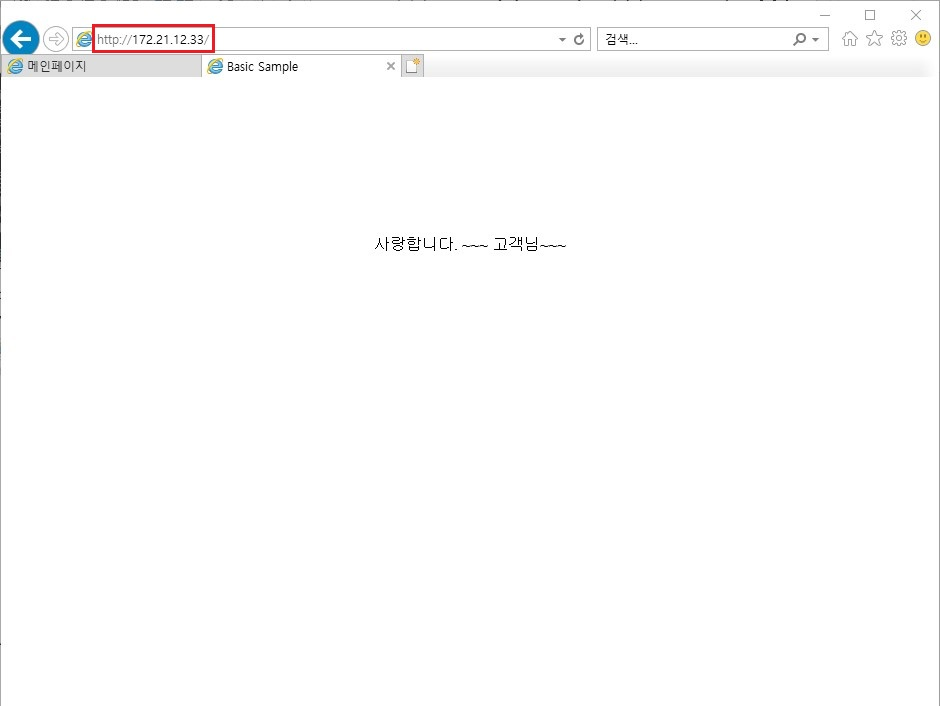 http://172.21.12.33/
검색...
메인페이지
Basic Sample
사랑합니다. ~~~ 고객님~~~